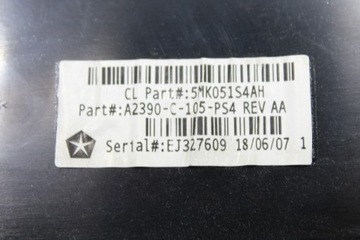 CL Part#:5MK051S4AH
Part#:A2390-C-105-PS4 REV AA
Serial#:EJ327609 18/06/07 1